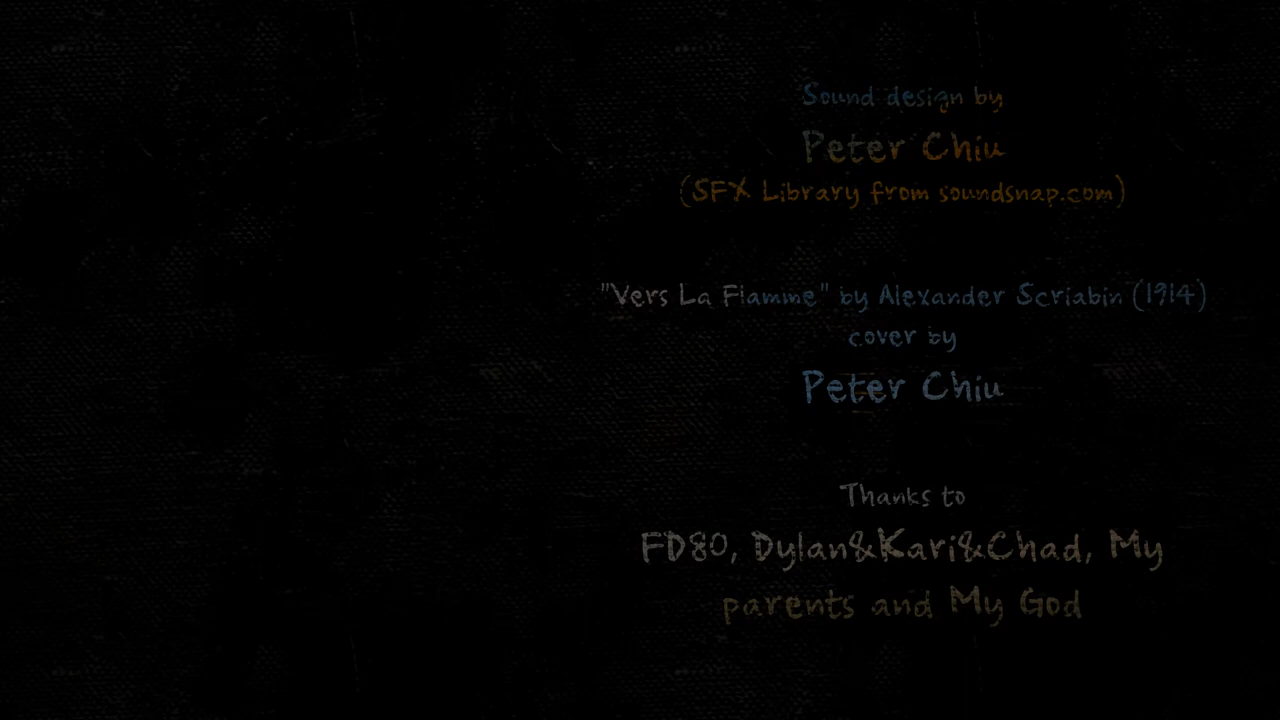 Sound design by
Peter Chiu
(SFX Library from soundsnap.com)
"Vers La Flamme" by Alexander Scriabin (1914)
cover by
Peter Chiu
Thanks to
FD80, Dylan&Kari&Chad, My
parents and My God